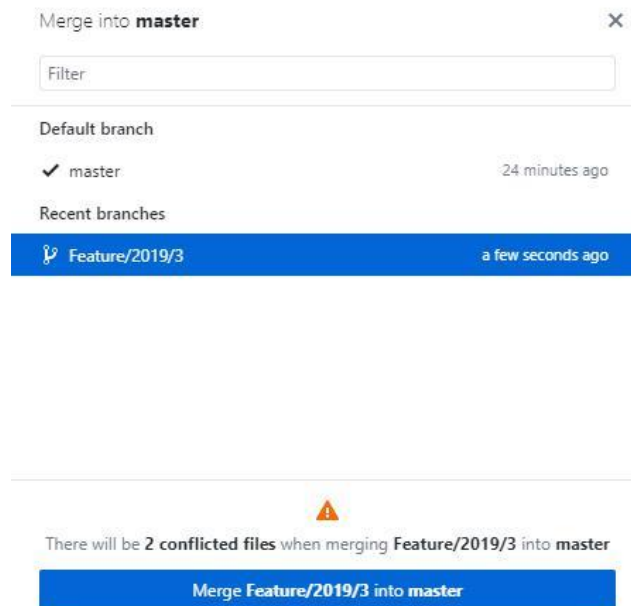 Merge into master
Filter
Default branch
master 24 minutes ago
Recent branches
Feature/2019/3 a few seconds ago
There will be 2 conflicted files when merging Feature/2019/3 into master
Merge Feature/2019/3 into master